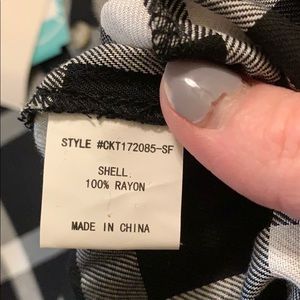 STYLE #CKT172085-SF
SHELL.
100% RAYON
MADE IN CHINA